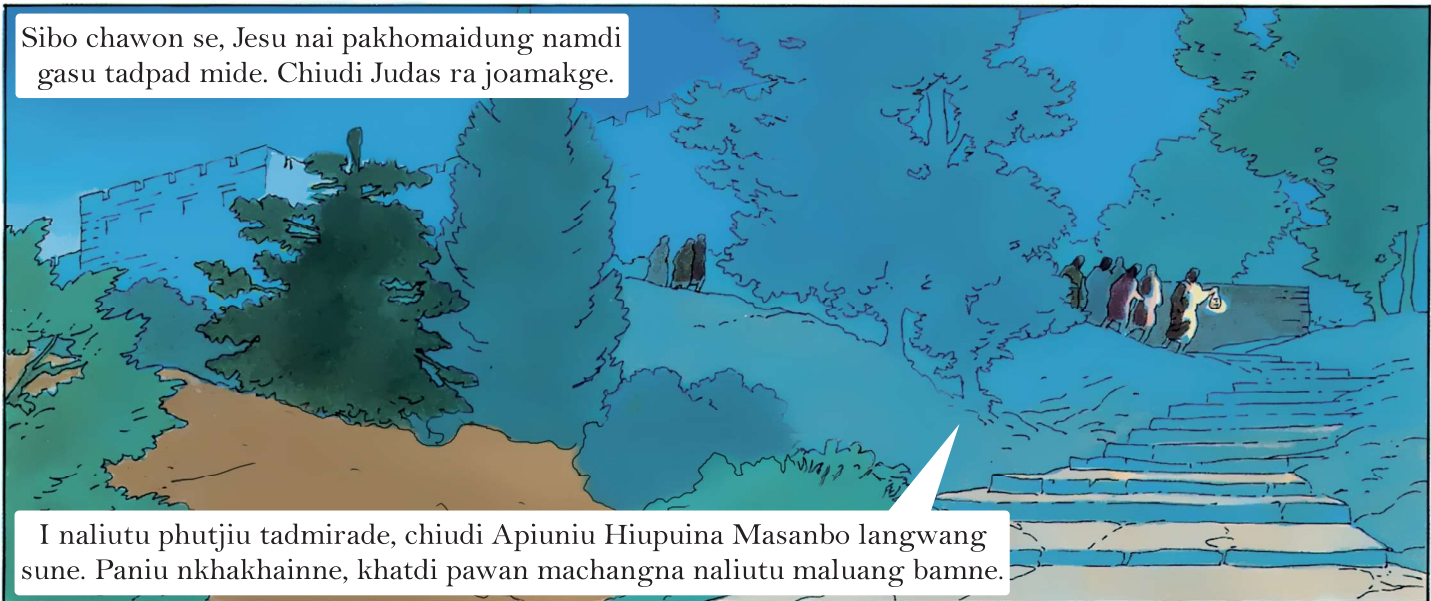 Sibo chawon se, Jesu nai pakhomaidung namdi
gasu tadpad mide. Chiudi Judas ra joamakge.
I naliutu phutjiu tadmirade, chiudi Apiuniu Hiupuina Masanbo langwang
sune. Paniu nkhakhainne, khatdi pawan machangna naliutu maluang bamne.